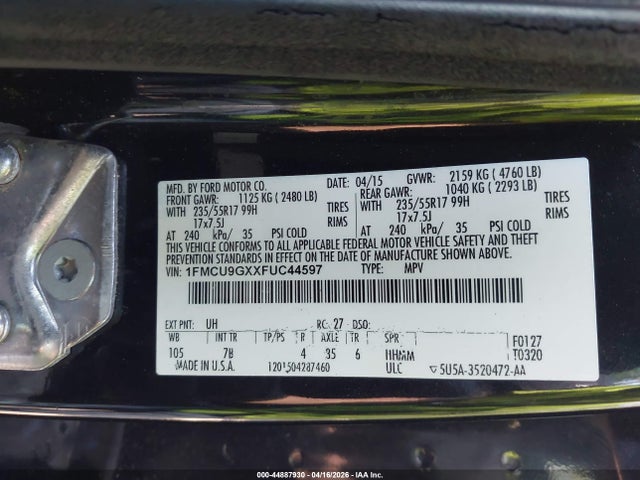 MFD. BY FORD MOTOR CO. DATE: 04/15 GVWR: 2159 KG (4760 LB)
FRONT GAWR: 1125 KG (2480 LB) REAR GAWR: 1040 KG (2293 LB)
WITH 235/55R17 99H TIRES WITH 235/55R17 99H TIRES
17x7.5J RIMS 17x7.5J RIMS
AT 240 kPa/ 35 PSI COLD AT 240 kPa/ 35 PSI COLD
THIS VEHICLE CONFORMS TO ALL APPLICABLE FEDERAL MOTOR VEHICLE SAFETY AND THEFT
PREVENTION STANDARDS IN EFFECT ON THE DATE OF MANUFACTURE SHOWN ABOVE.
VIN: 1FMCU9GXXFUC44597 TYPE: MPV
EXT PNT: UH RC: 27 DSO: F0127
WB INT TR TP/PS R AXLE TR SPR T0320
105 7B 4 35 6 HHMM
MADE IN U.S.A. 1201504287460 ULC 5U5A-3520472-AA
000-44887930 - 04/16/2026 - IAAI, Inc.